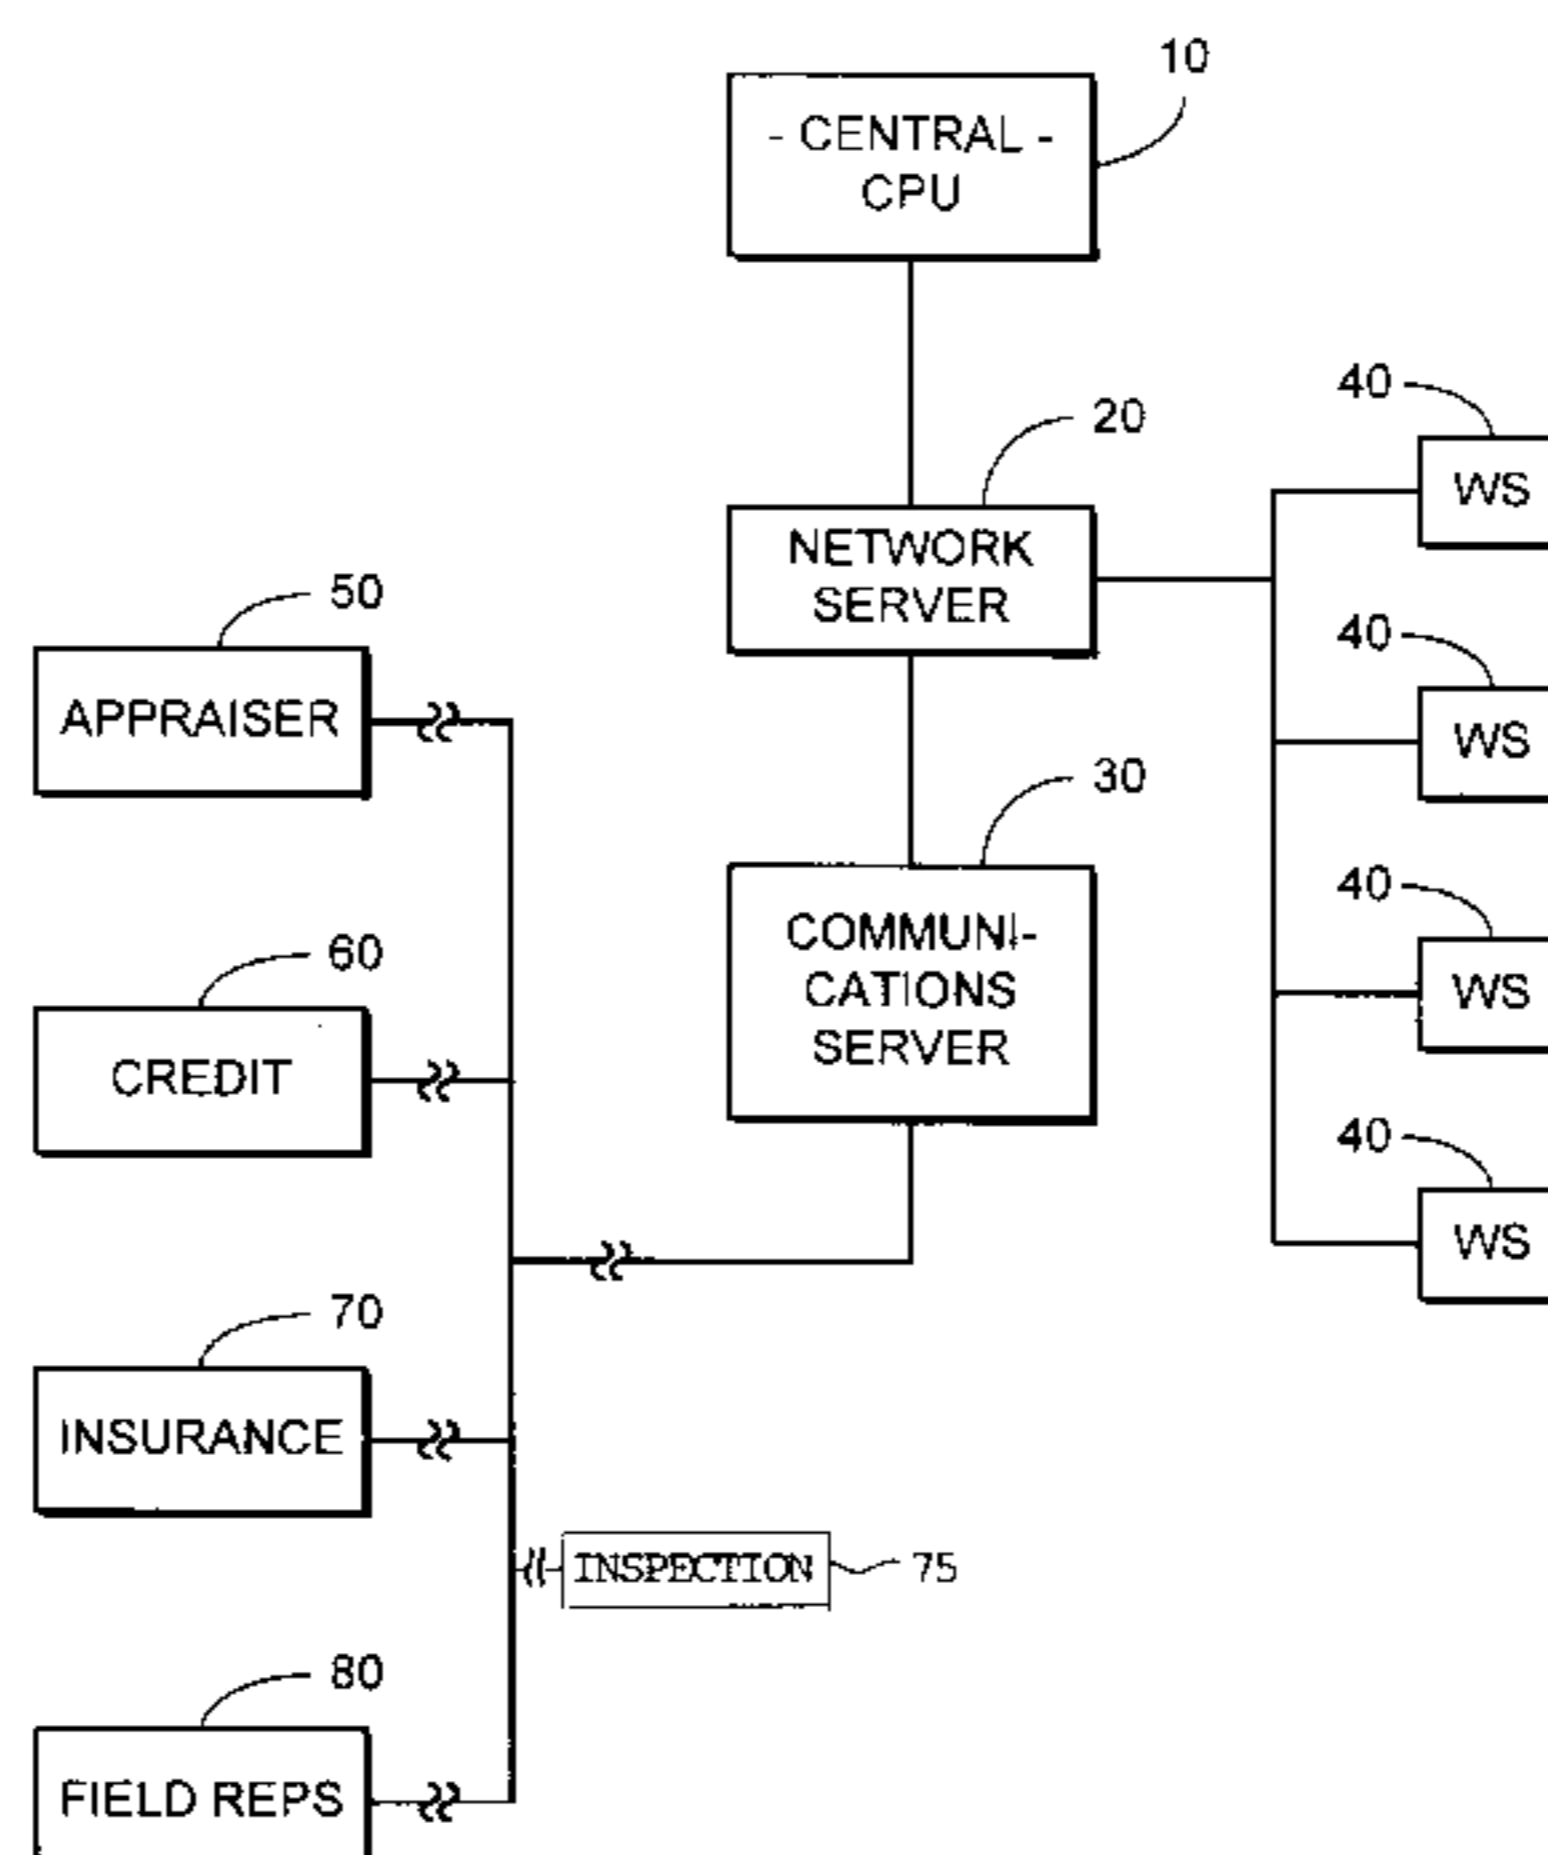 10
- CENTRAL -
CPU
40
20
WS
NETWORK
SERVER
50
40
APPRAISER
WS
30
40
COMMUNI-
CATIONS
SERVER
60
WS
CREDIT
40
WS
70
INSURANCE
INSPECTION
75
80
FIELD REPS